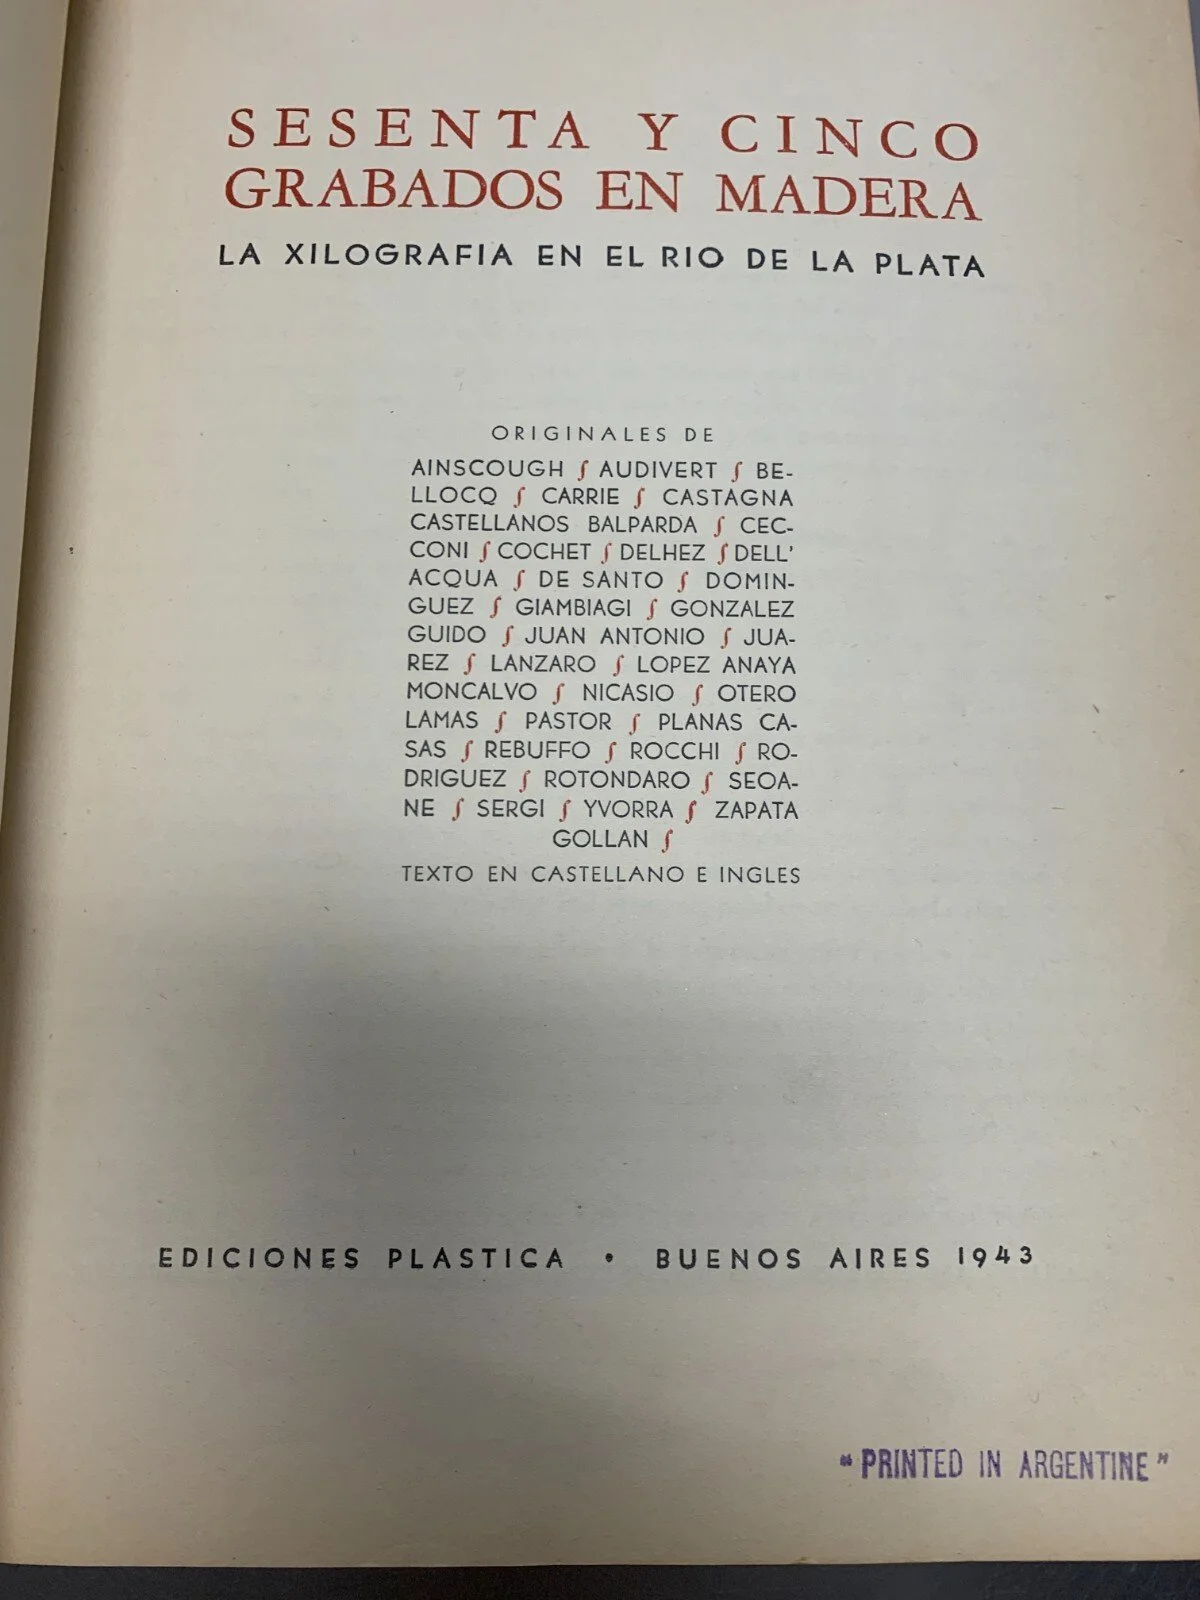 SESENTA Y CINCO
GRABADOS EN MADERA
LA XILOGRAFIA EN EL RIO DE LA PLATA
ORIGINALES DE
AINSCOUGH ∫ AUDIVERT ∫ BE-
LLOCQ ∫ CARRIE ∫ CASTAGNA
CASTELLANOS BALPARDA ∫ CEC-
CONI ∫ COCHET ∫ DELHEZ ∫ DELL'
ACQUA ∫ DE SANTO ∫ DOMIN-
GUEZ ∫ GIAMBIAGI ∫ GONZALEZ
GUIDO ∫ JUAN ANTONIO ∫ JUA-
REZ ∫ LANZARO ∫ LOPEZ ANAYA
MONCALVO ∫ NICASIO ∫ OTERO
LAMAS ∫ PASTOR ∫ PLANAS CA-
SAS ∫ REBUFFO ∫ ROCCHI ∫ RO-
DRIGUEZ ∫ ROTONDARO ∫ SEOA-
NE ∫ SERGI ∫ YVORRA ∫ ZAPATA
GOLLAN ∫
TEXTO EN CASTELLANO E INGLES
EDICIONES PLASTICA • BUENOS AIRES 1943
"PRINTED IN ARGENTINE"